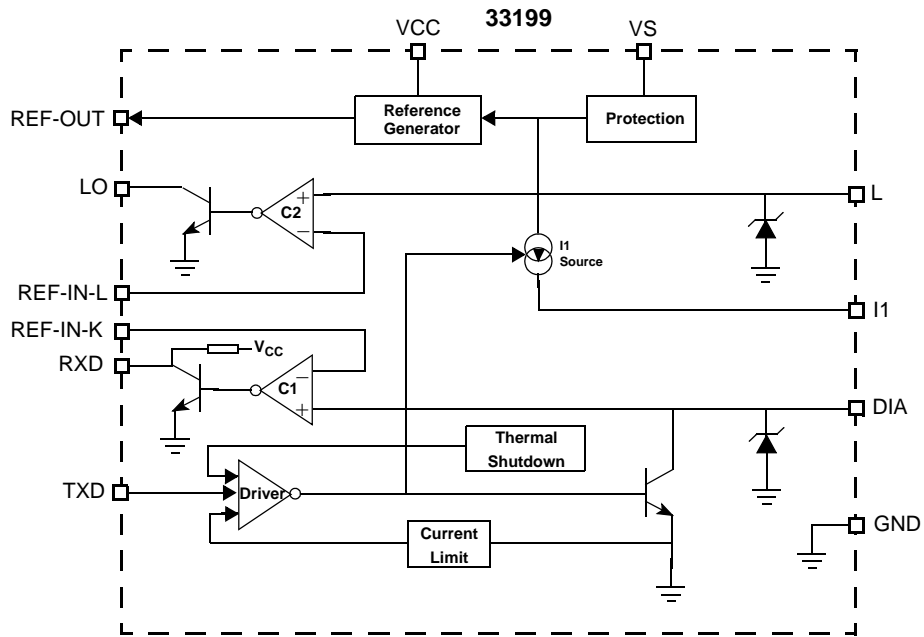 33199
VCC
VS
REF-OUT
Reference
Generator
Protection
LO
+
C2
−
L
I1
Source
REF-IN-L
I1
REF-IN-K
RXD
VCC
−
C1
+
DIA
Thermal
Shutdown
TXD
Driver
GND
Current
Limit